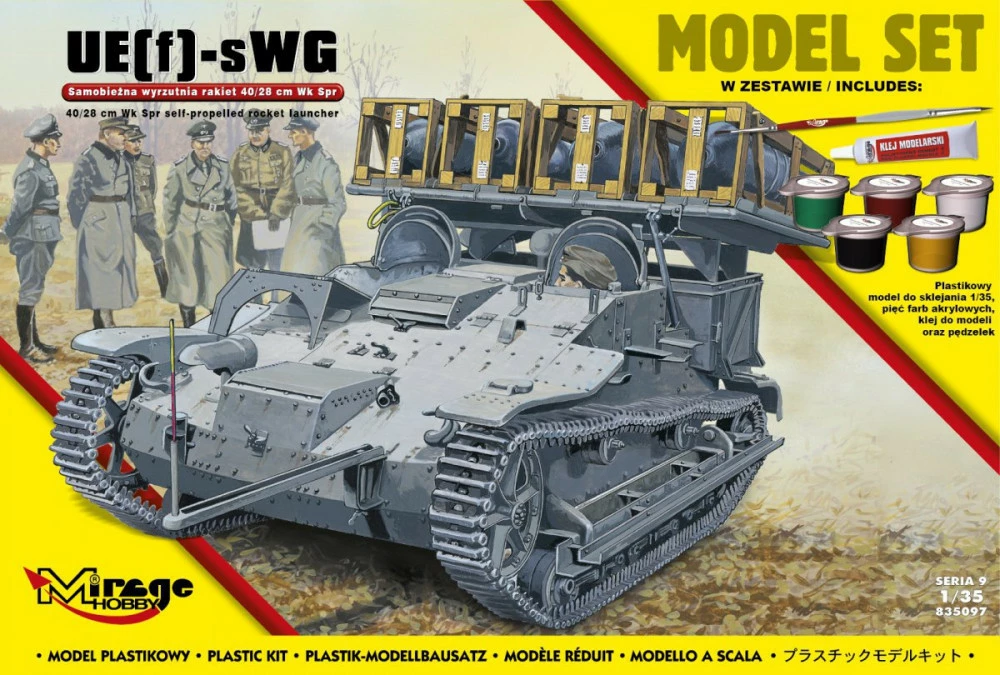 UE(f)-sWG
Samobieżna wyrzutnia rakiet 40/28 cm Wk Spr
40/28 cm Wk Spr self-propelled rocket launcher
MODEL SET
W ZESTAWIE / INCLUDES:
KLEJ MODELARSKI
Plastikowy
model do sklejania 1/35,
pięć farb akrylowych,
klej do modeli
oraz pędzelek
Mirage®
HOBBY
SERIA 9
1/35
835097
• MODEL PLASTIKOWY • PLASTIC KIT • PLASTIK-MODELLBAUSATZ • MODÈLE RÉDUIT • MODELLO A SCALA • プラスチックモデルキット •